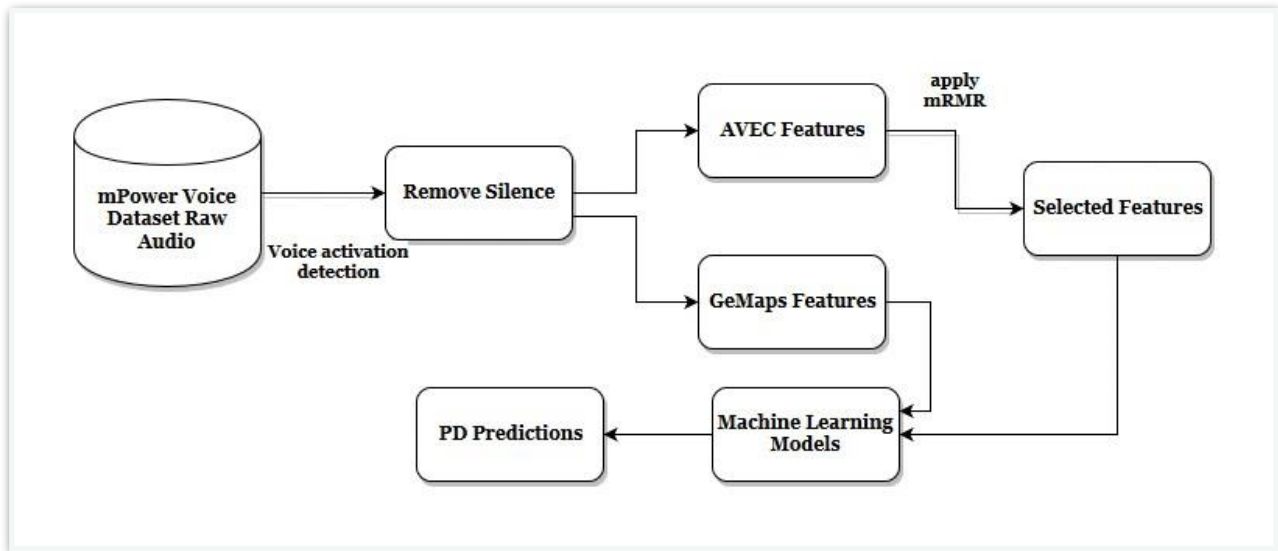 mPower Voice
Dataset Raw
Audio
Voice activation
detection
Remove Silence
AVEC Features
apply
mRMR
Selected Features
GeMaps Features
Machine Learning
Models
PD Predictions